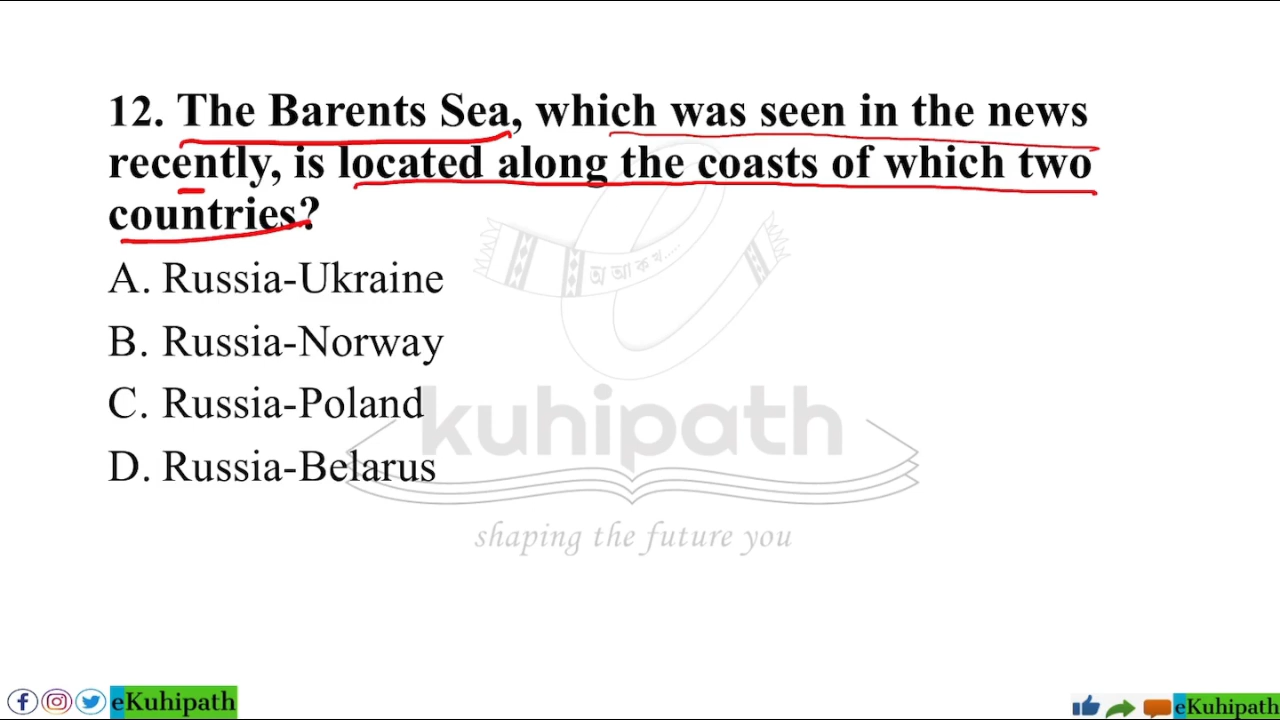 12. The Barents Sea, which was seen in the news
recently, is located along the coasts of which two
countries?
A. Russia-Ukraine
B. Russia-Norway
C. Russia-Poland
D. Russia-Belarus
অ আ ক খ.....
kuhipath
shaping the future you
eKuhipath
eKuhipath